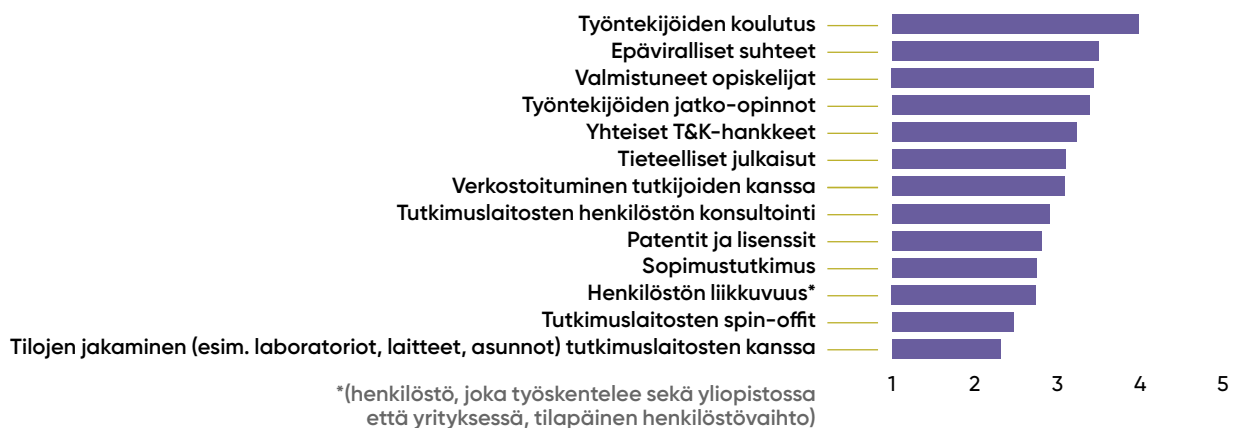 Työntekijöiden koulutus
Epäviralliset suhteet
Valmistuneet opiskelijat
Työntekijöiden jatko-opinnot
Yhteiset T&K-hankkeet
Tieteelliset julkaisut
Verkostoituminen tutkijoiden kanssa
Tutkimuslaitosten henkilöstön konsultointi
Patentit ja lisenssit
Sopimustutkimus
Henkilöstön liikkuvuus*
Tutkimuslaitosten spin-offit
Tilojen jakaminen (esim. laboratoriot, laitteet, asunnot) tutkimuslaitosten kanssa
1 2 3 4 5
*(henkilöstö, joka työskentelee sekä yliopistossa
että yrityksessä, tilapäinen henkilöstövaihto)